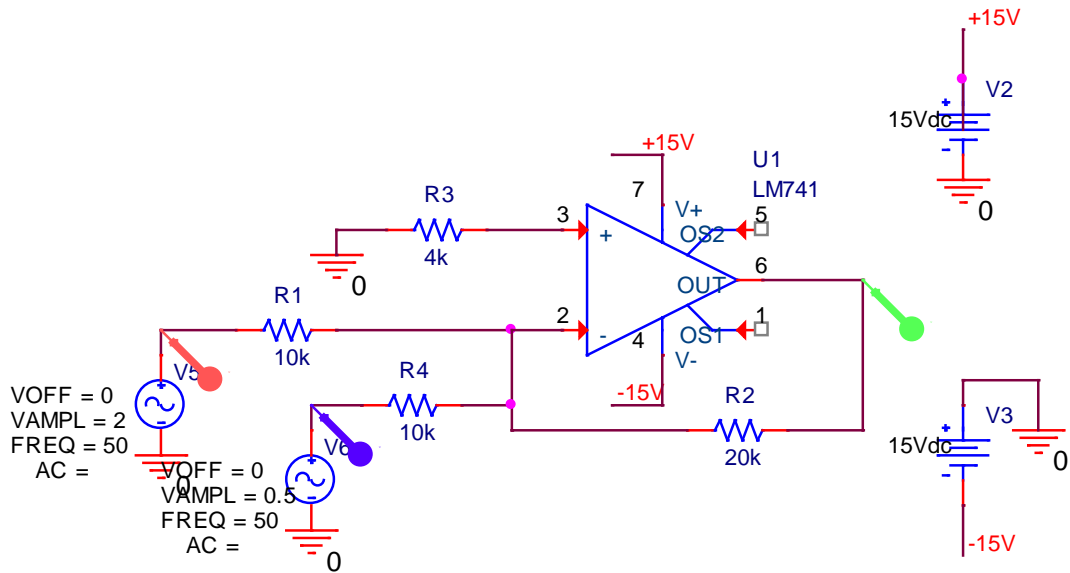 +15V
V2
15Vdc
+
-
0
+15V
U1
LM741
7
R3
3
V+
5
+
OS2
4k
0
6
OUT
R1
2
1
-
4
OS1
10k
V-
V5
R4
-15V
R2
VOFF = 0
VAMPL = 2
FREQ = 50
AC =
+
-
0
10k
V6
20k
VOFF = 0
VAMPL = 0.5
FREQ = 50
AC =
+
-
0
V3
15Vdc
+
-
0
-15V